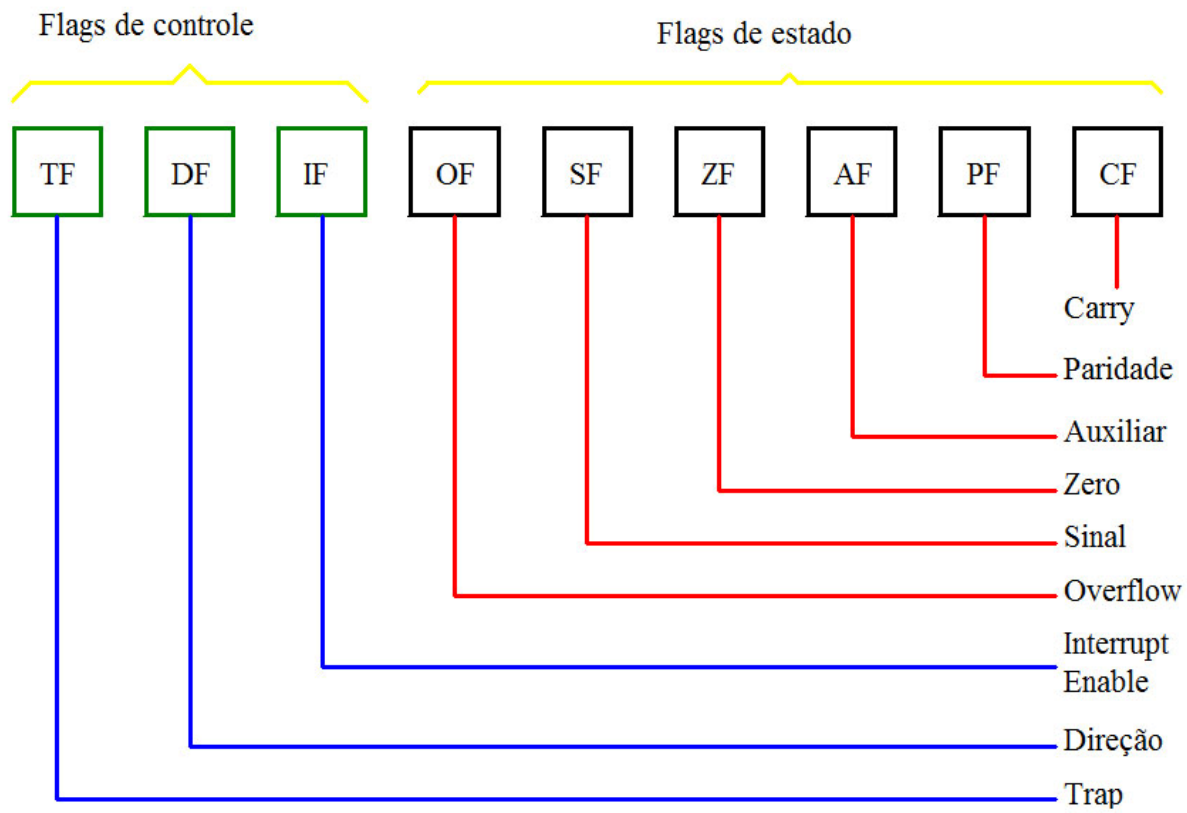 Flags de controle
Flags de estado
TF DF IF OF SF ZF AF PF CF
Carry
Paridade
Auxiliar
Zero
Sinal
Overflow
Interrupt
Enable
Direção
Trap